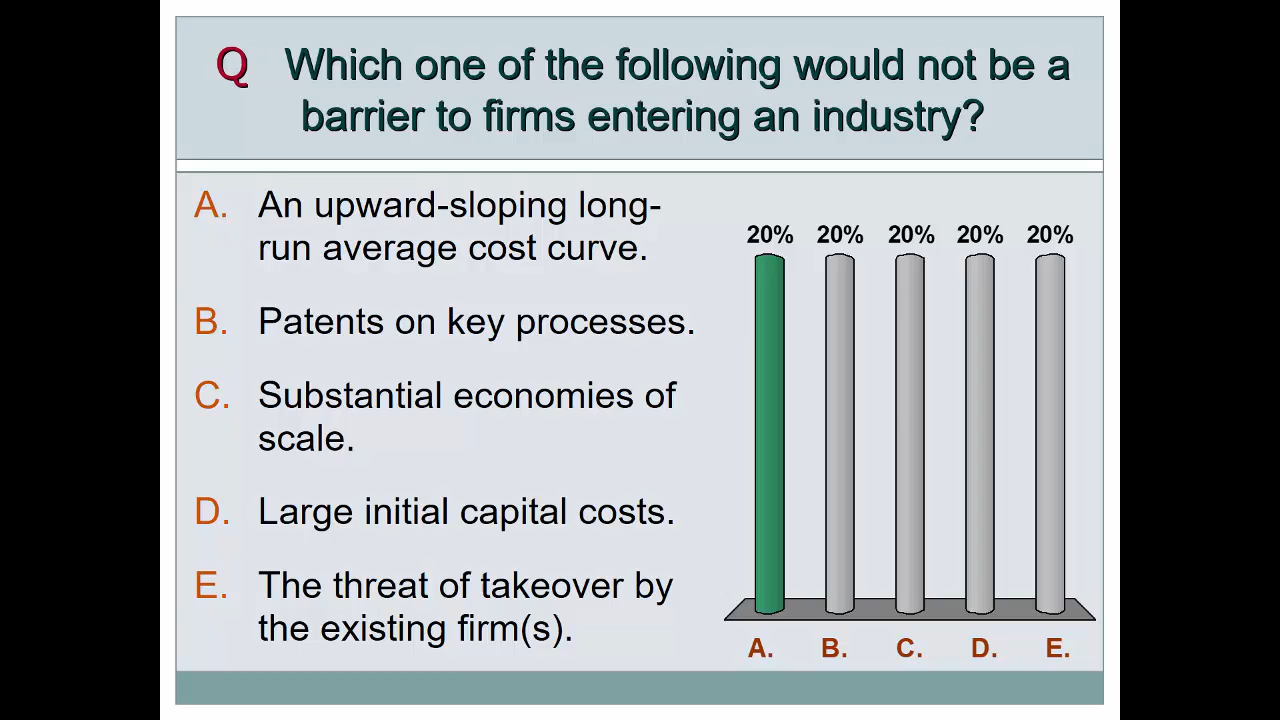 Q Which one of the following would not be a
barrier to firms entering an industry?
A. An upward-sloping long-
run average cost curve.
B. Patents on key processes.
C. Substantial economies of
scale.
D. Large initial capital costs.
E. The threat of takeover by
the existing firm(s).
20% 20% 20% 20% 20%
A. B. C. D. E.